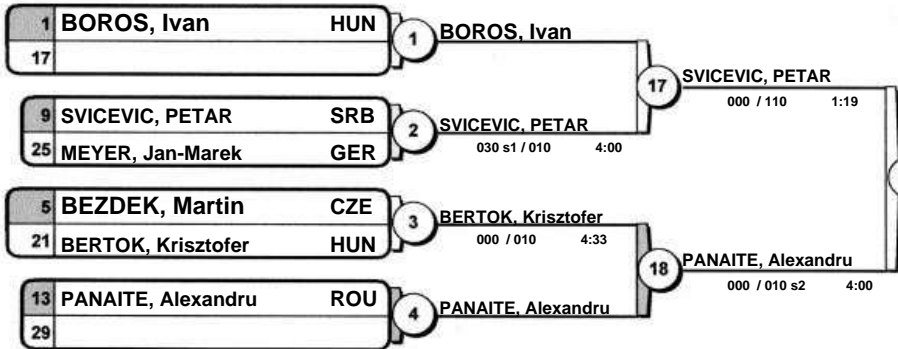 1 BOROS, Ivan HUN
17
1 BOROS, Ivan
9 SVICEVIC, PETAR SRB
25 MEYER, Jan-Marek GER
2 SVICEVIC, PETAR
030 s1 / 010 4:00
17 SVICEVIC, PETAR
000 / 110 1:19
5 BEZDEK, Martin CZE
21 BERTOK, Krisztofer HUN
3 BERTOK, Krisztofer
000 / 010 4:33
13 PANAITE, Alexandru ROU
29
4 PANAITE, Alexandru
18 PANAITE, Alexandru
000 / 010 s2 4:00